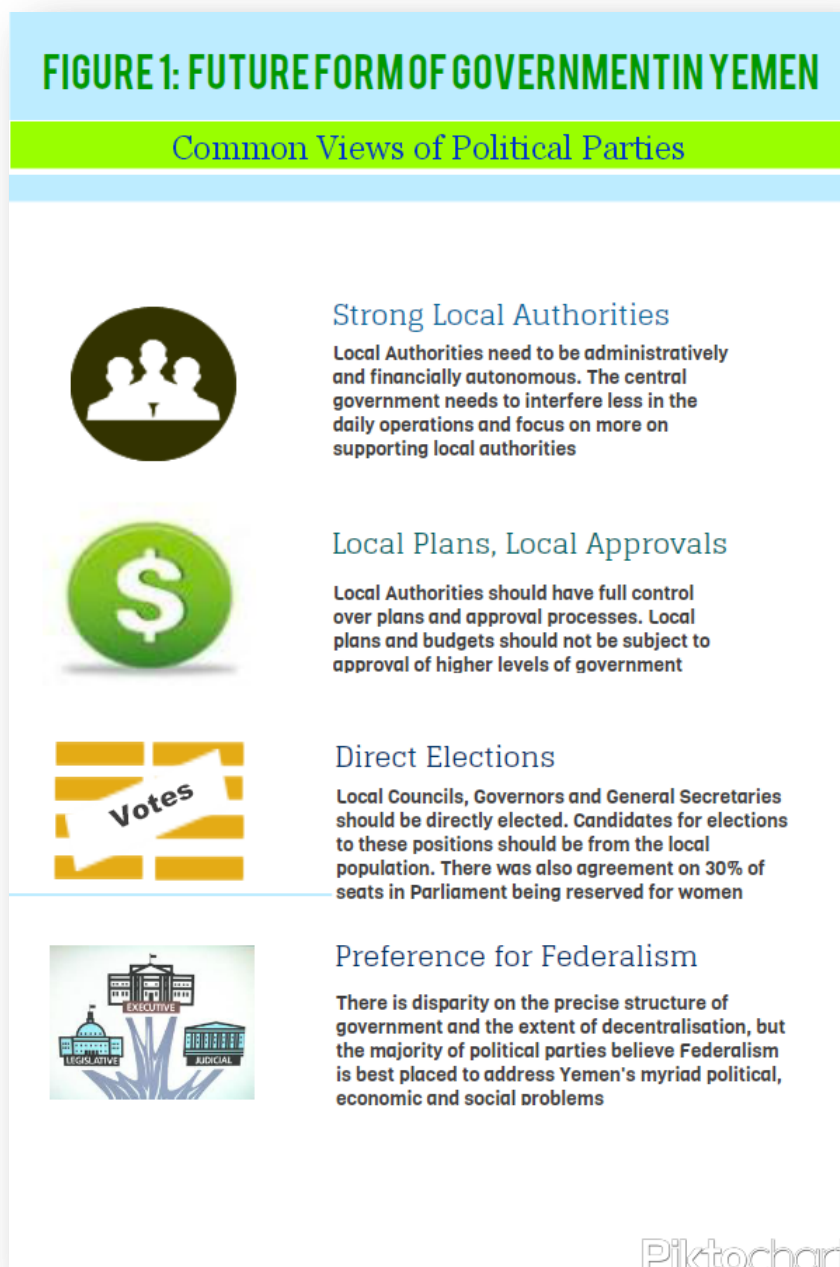 FIGURE 1: FUTURE FORM OF GOVERNMENT IN YEMEN
Common Views of Political Parties
Strong Local Authorities
Local Authorities need to be administratively
and financially autonomous. The central
government needs to interfere less in the
daily operations and focus on more on
supporting local authorities
$
Local Plans, Local Approvals
Local Authorities should have full control
over plans and approval processes. Local
plans and budgets should not be subject to
approval of higher levels of government
Votes
Direct Elections
Local Councils, Governors and General Secretaries
should be directly elected. Candidates for elections
to these positions should be from the local
population. There was also agreement on 30% of
seats in Parliament being reserved for women
EXECUTIVE
LEGISLATIVE
JUDICIAL
Preference for Federalism
There is disparity on the precise structure of
government and the extent of decentralisation, but
the majority of political parties believe Federalism
is best placed to address Yemen's myriad political,
economic and social problems
Piktochart